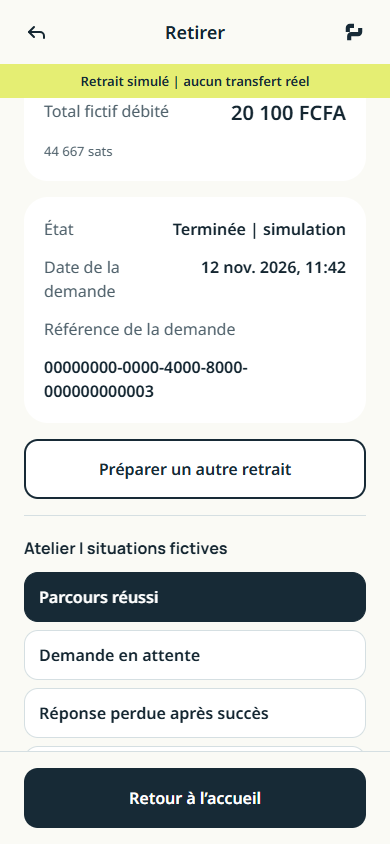 Retirer
Retrait simulé | aucun transfert réel
Total fictif débité
20 100 FCFA
44 667 sats
État
Terminée | simulation
Date de la
demande
12 nov. 2026, 11:42
Référence de la demande
00000000-0000-4000-8000-
000000000003
Préparer un autre retrait
Atelier | situations fictives
Parcours réussi
Demande en attente
Réponse perdue après succès
Retour à l’accueil